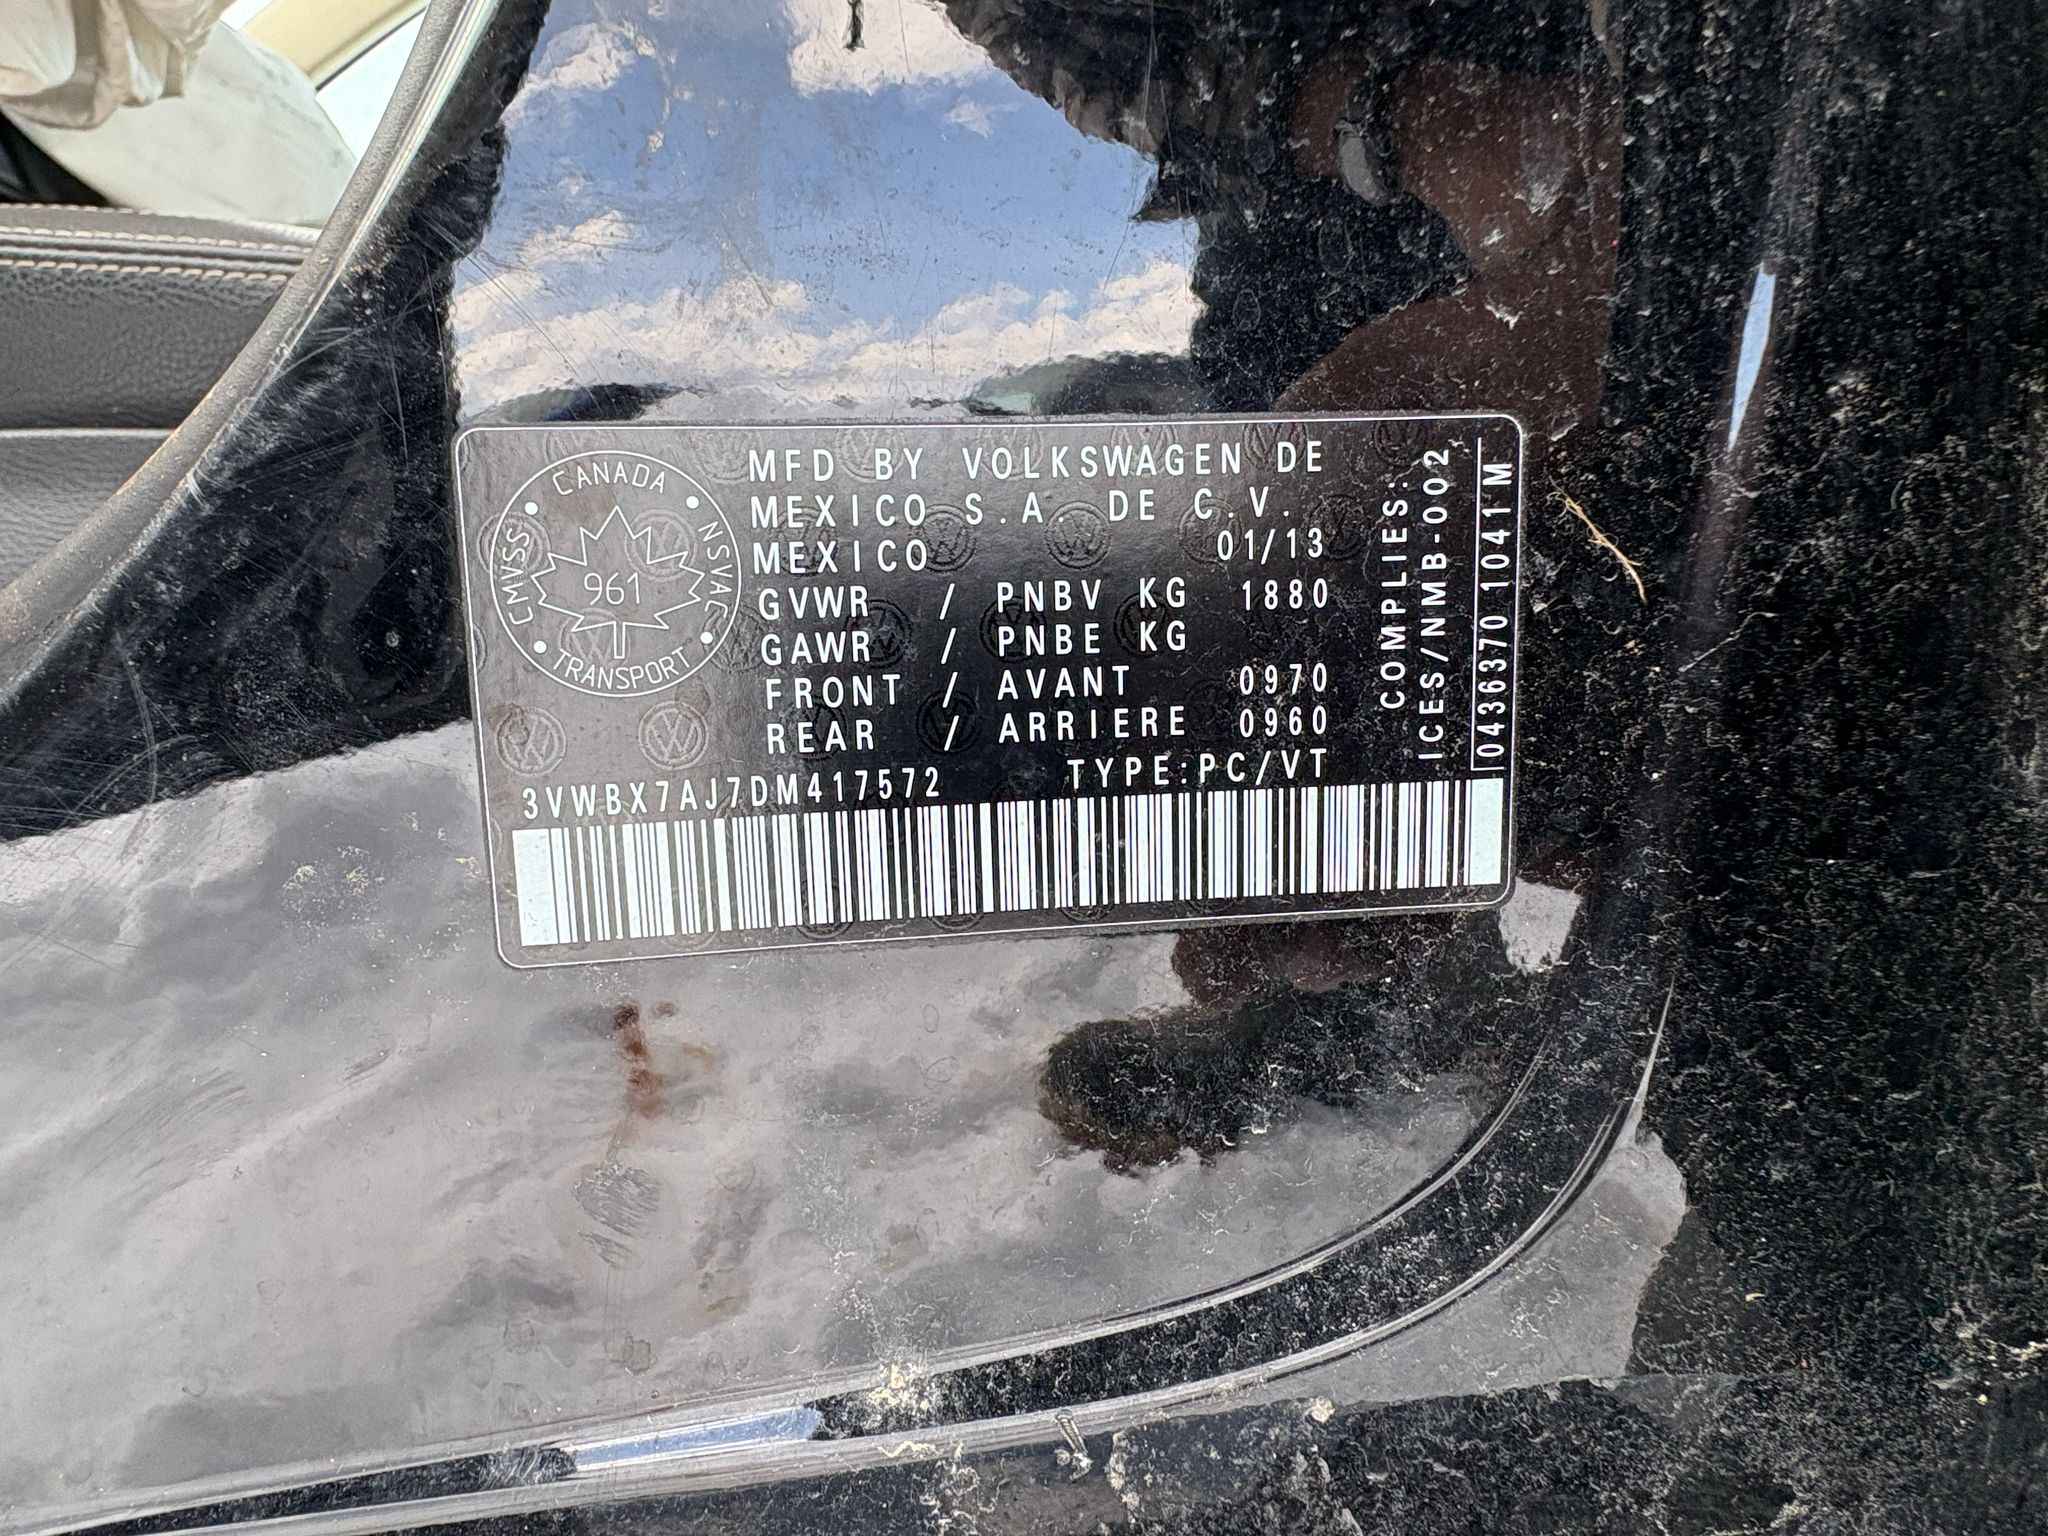 CANADA
CMVSS
NSVAC
961
TRANSPORT
MFD BY VOLKSWAGEN DE
MEXICO S.A. DE C.V.
MEXICO 01/13
GVWR / PNBV KG 1880
GAWR / PNBE KG
FRONT / AVANT 0970
REAR / ARRIERE 0960
3VWBX7AJ7DM417572 TYPE:PC/VT
COMPLIES:
ICES/NMB-002
0436370 1041M